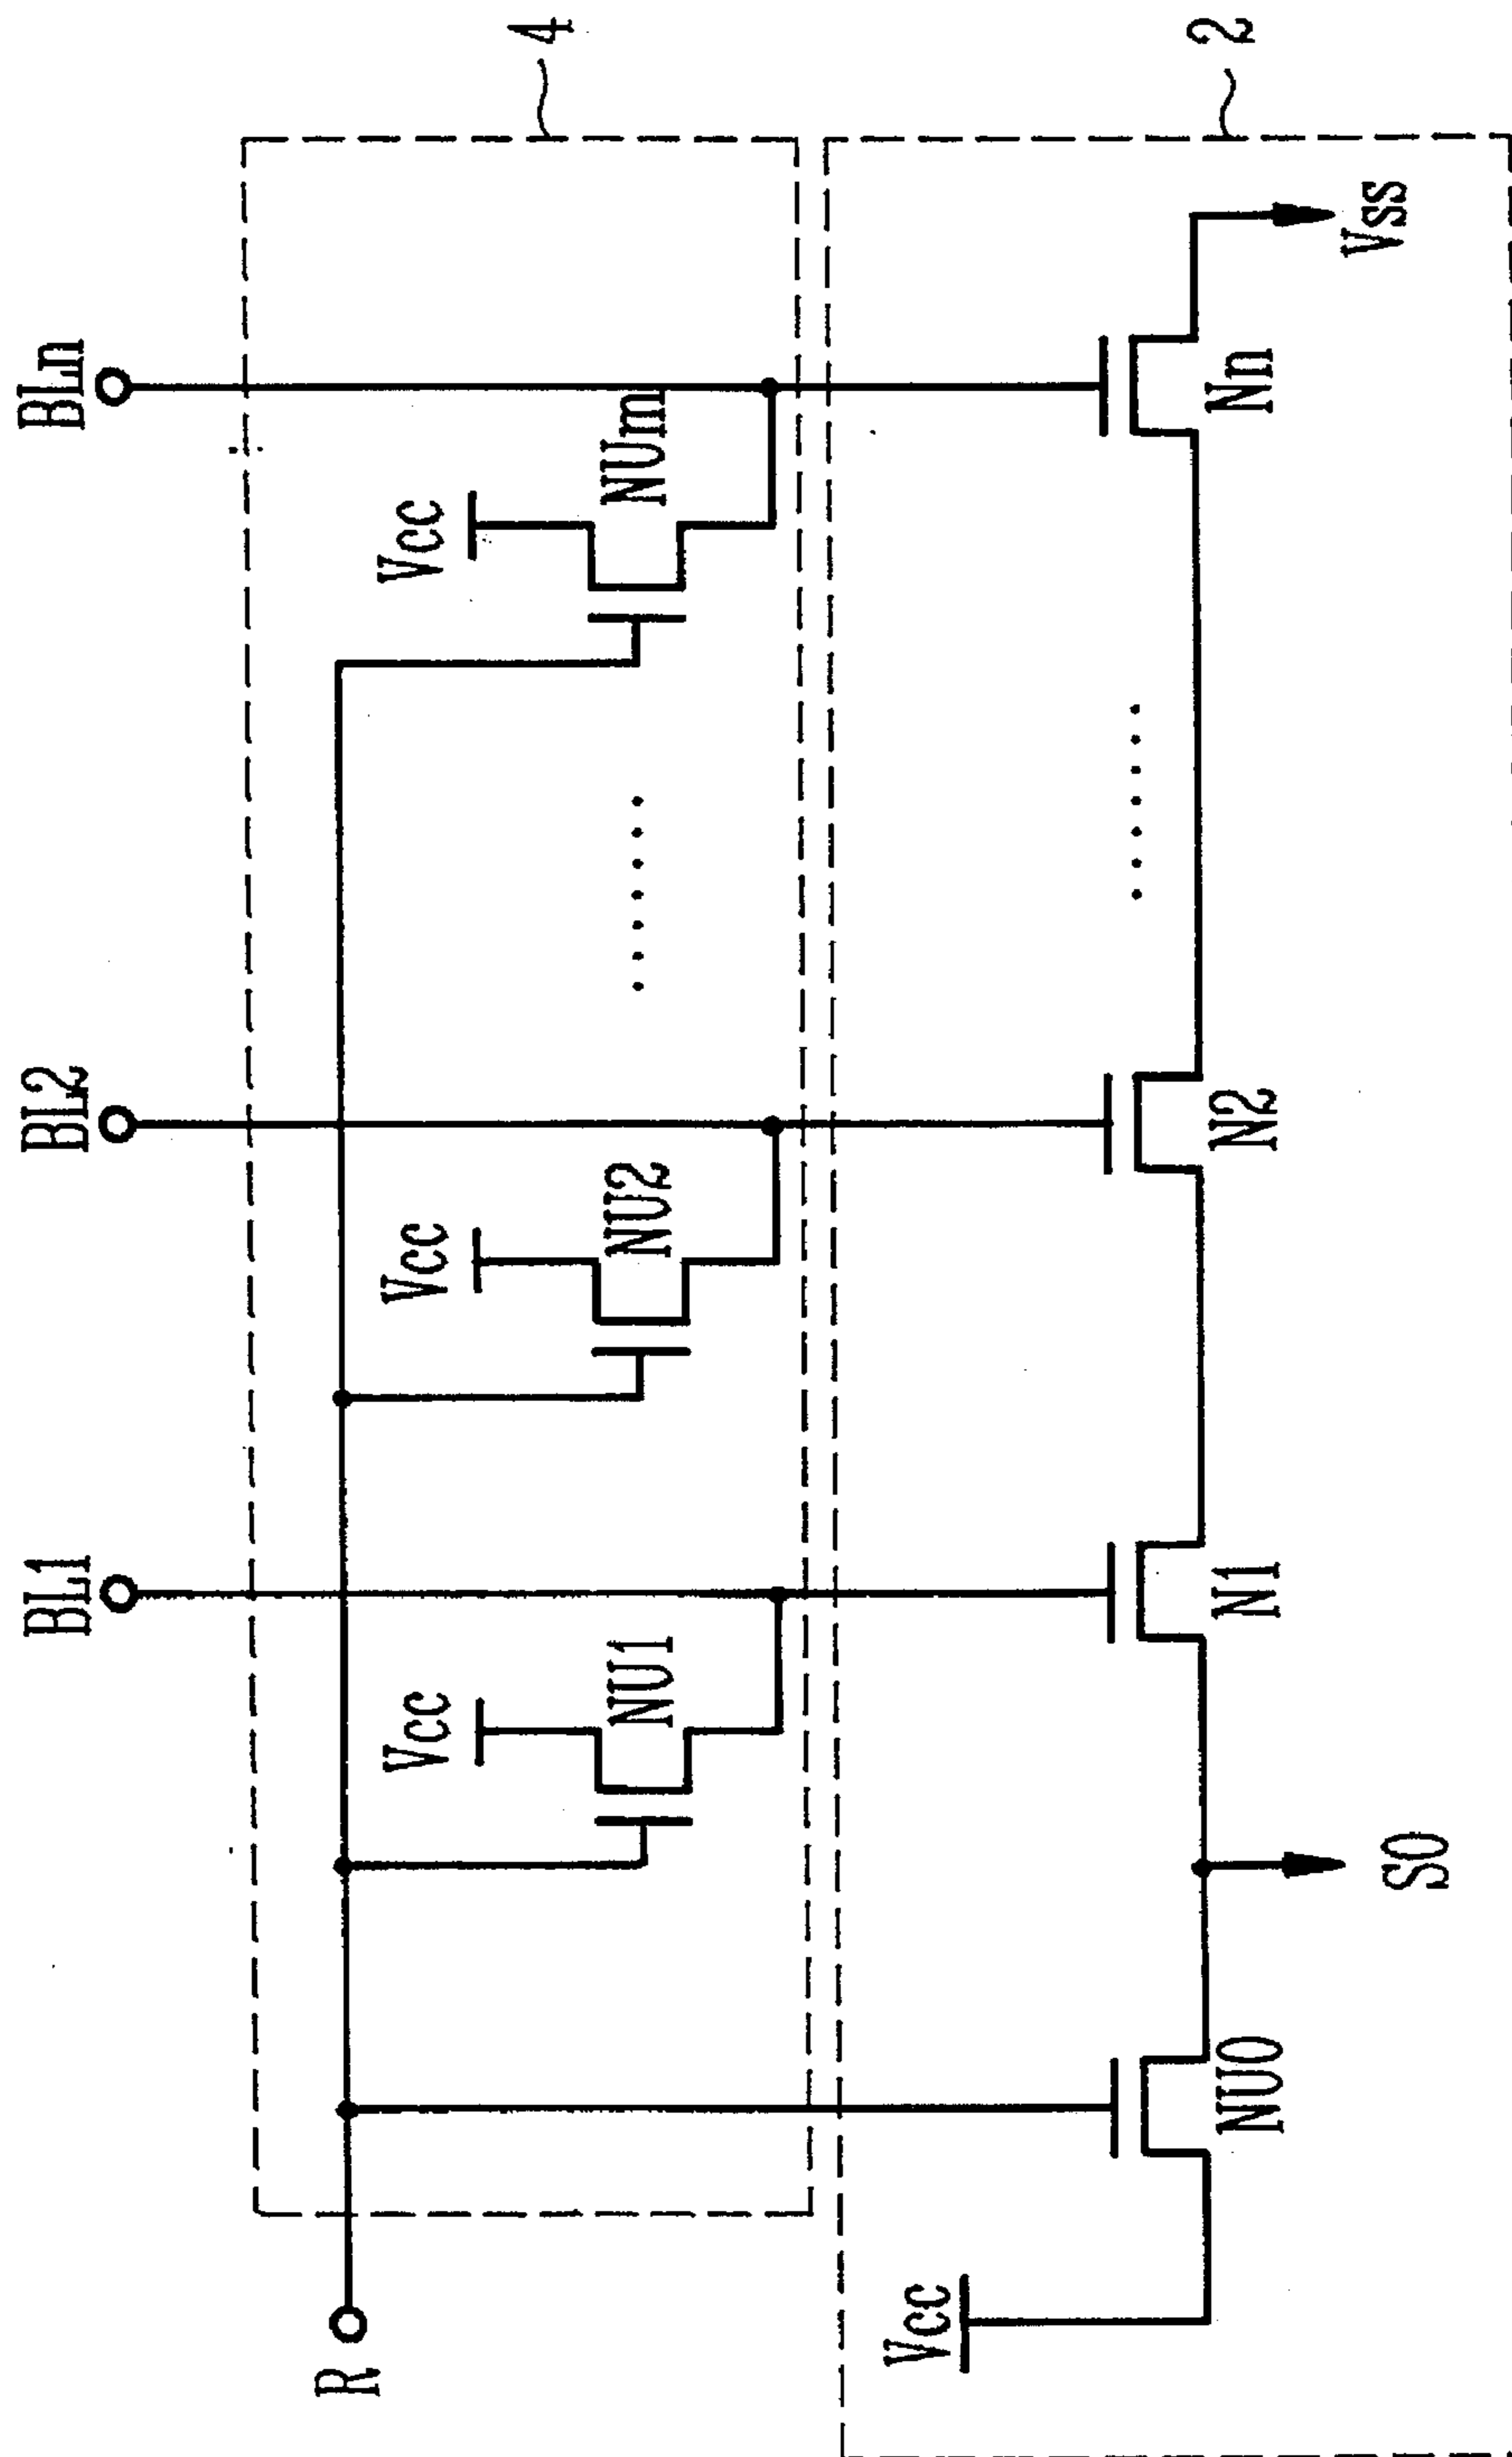 BL1 BL2 BLn
R
Vcc Vcc Vcc
4
NU1 NU2 NUm
Vcc
2
NU0 N1 N2 Nn
Vss
SO